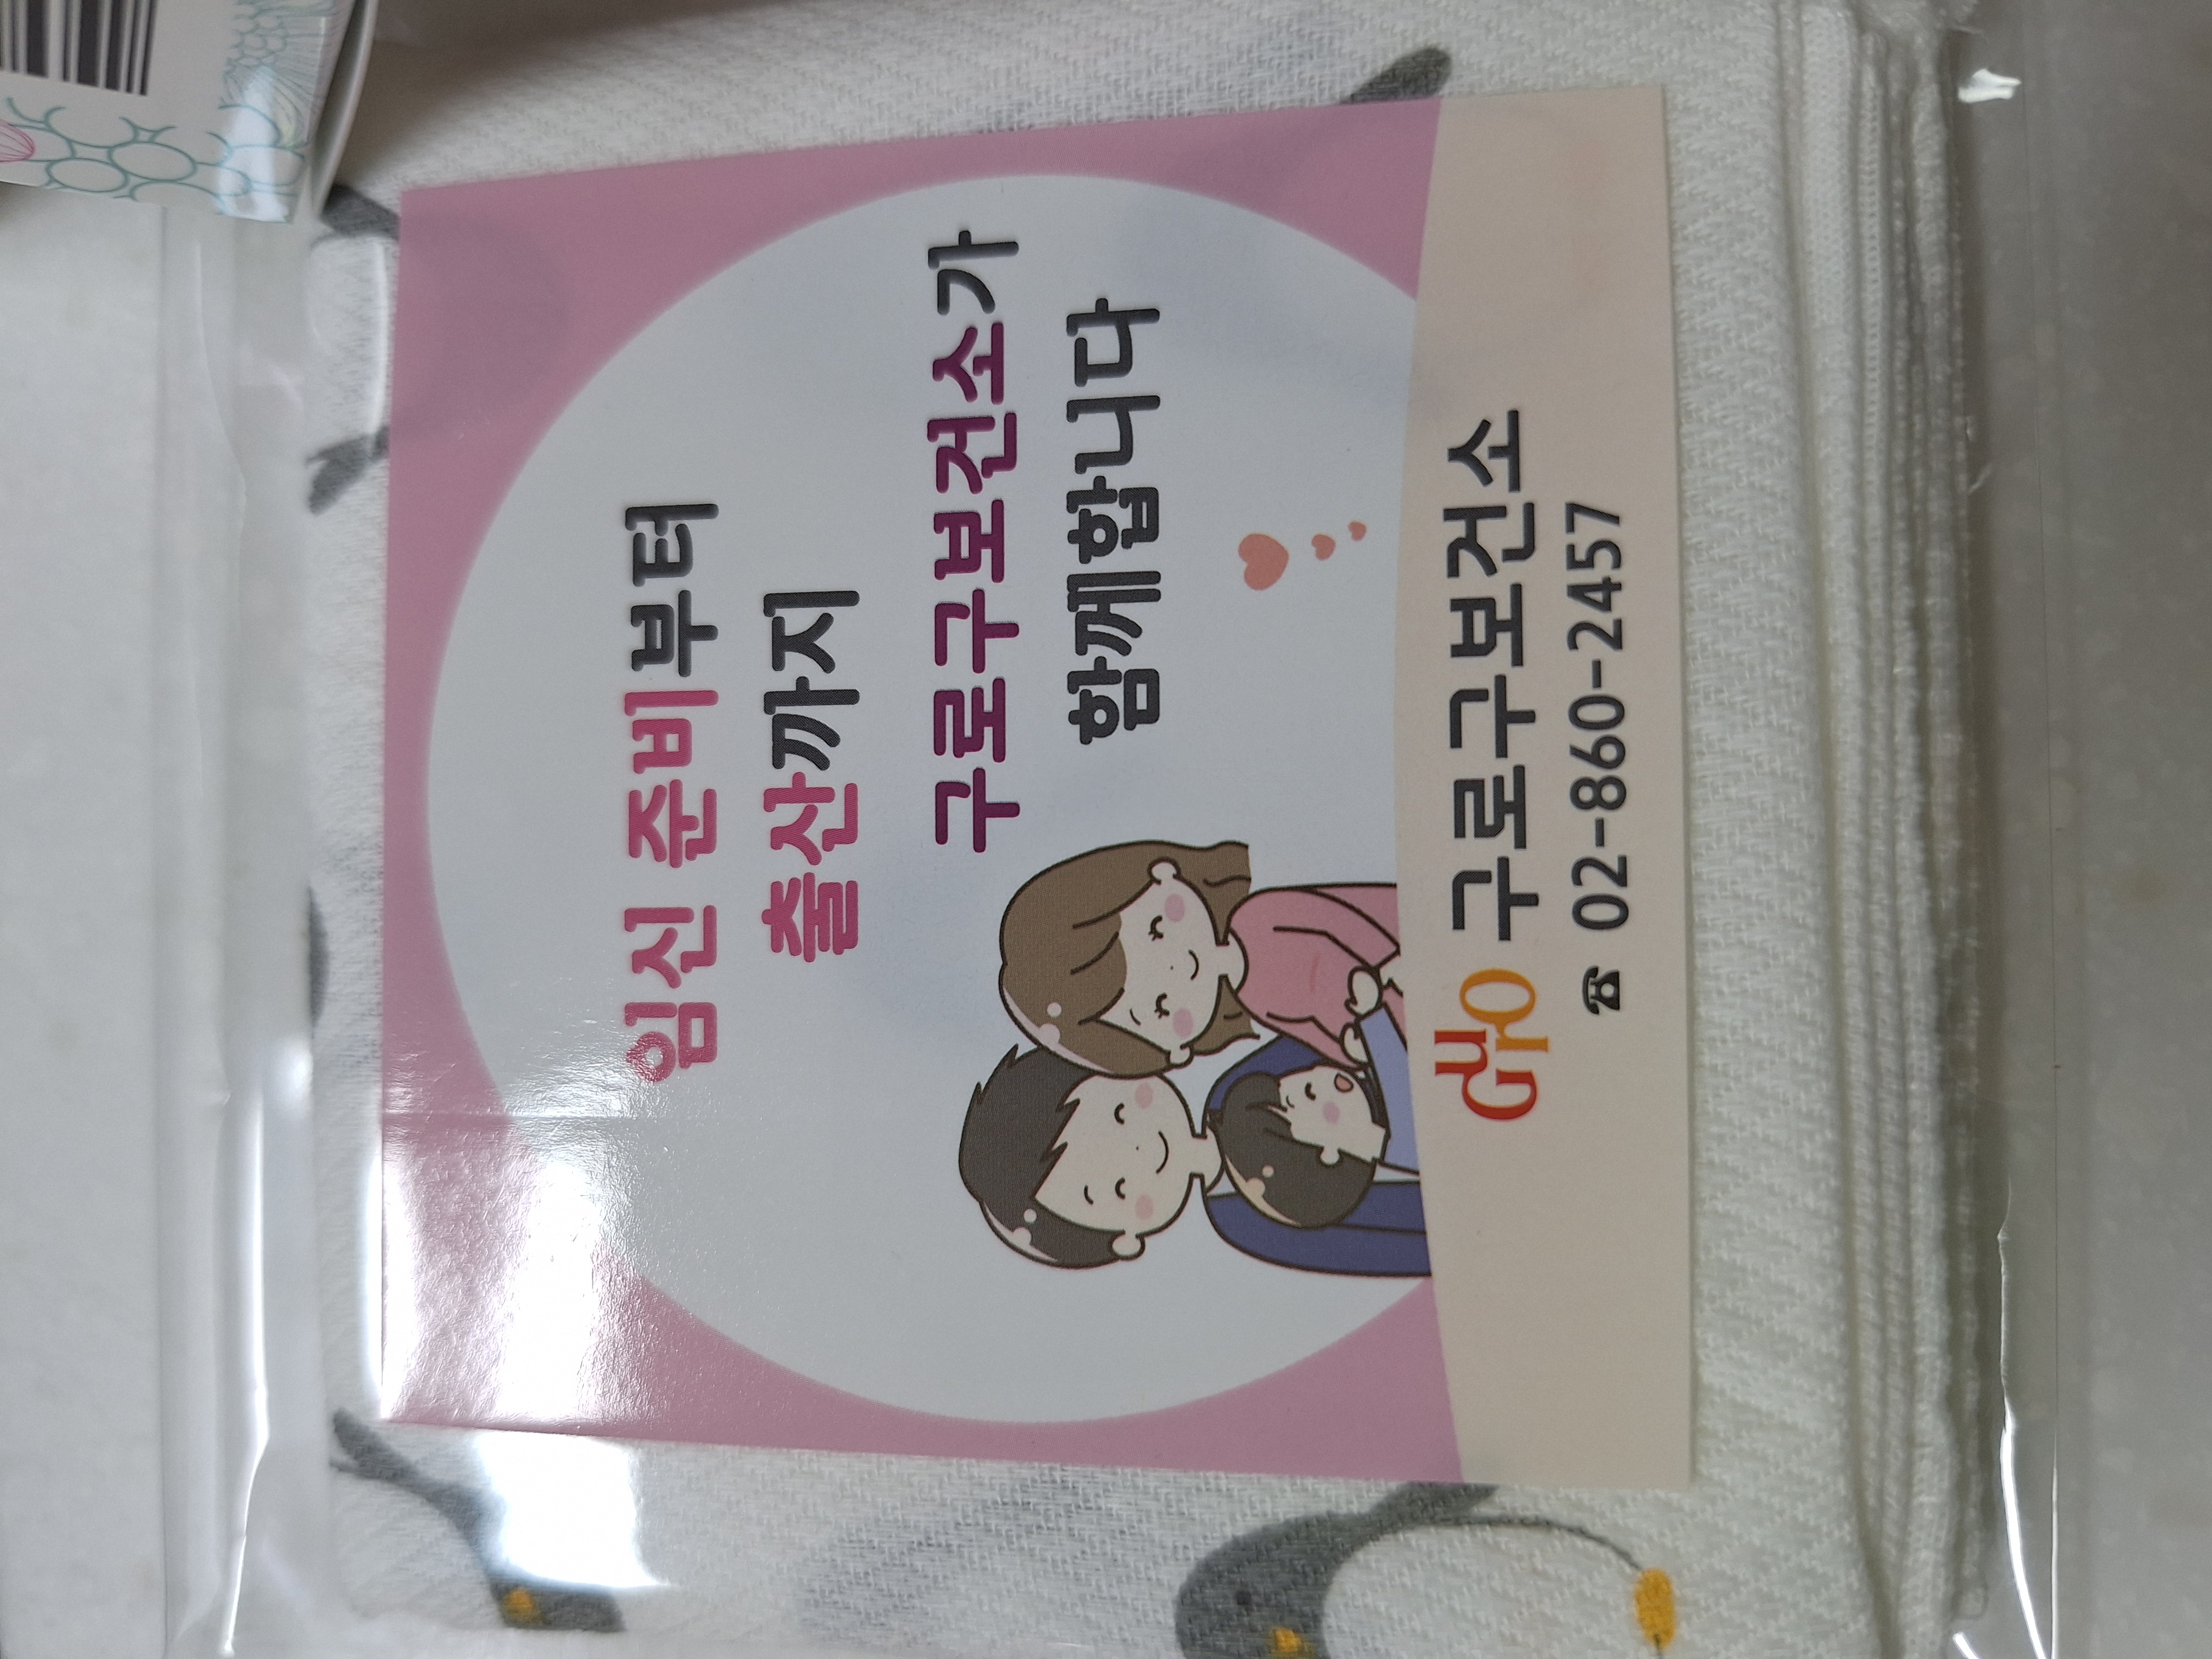 임신 준비부터
출산까지
구로구보건소가
함께합니다
GurO 구로구보건소
☎ 02-860-2457